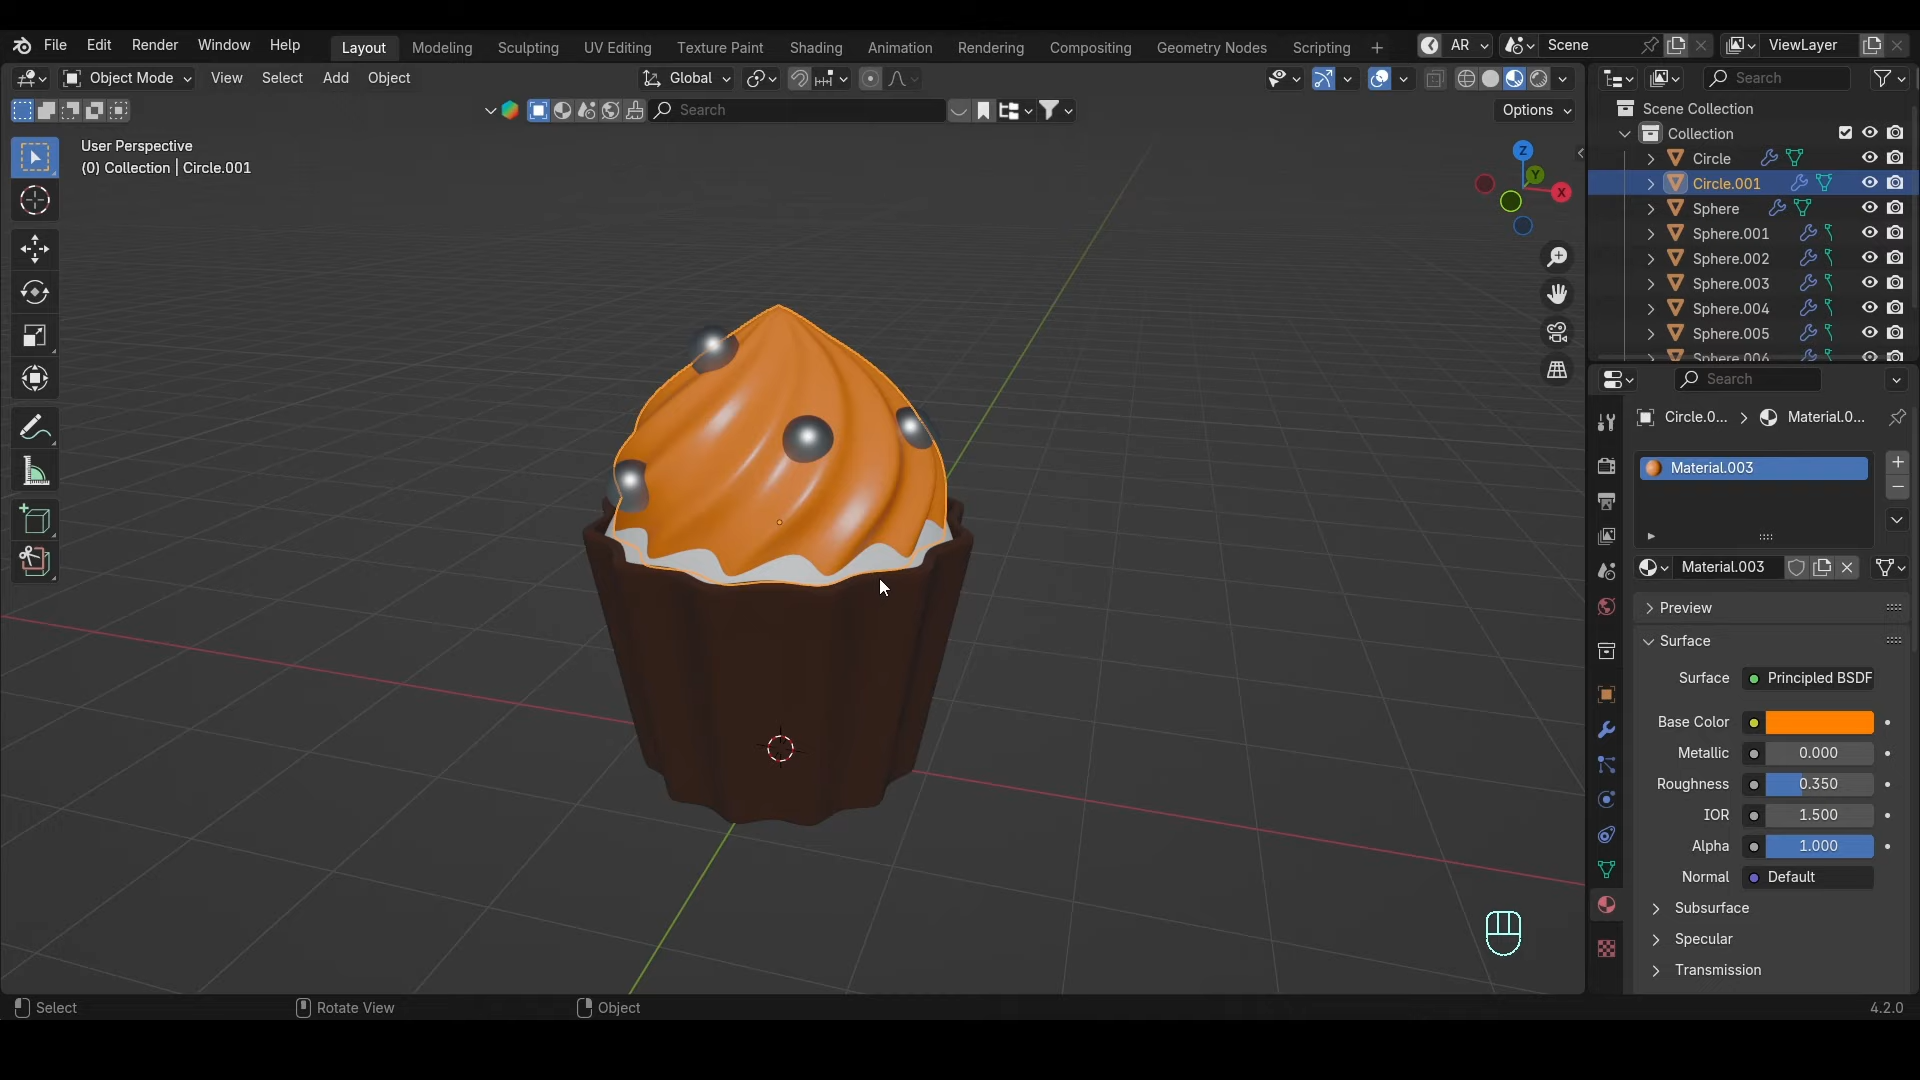 File Edit Render Window Help Layout Modeling Sculpting UV Editing Texture Paint Shading Animation Rendering Compositing Geometry Nodes Scripting + AR Scene ViewLayer
Object Mode View Select Add Object Global Search
Search Options
User Perspective
(0) Collection | Circle.001
Z
Y
X
Scene Collection
Collection
Circle
Circle.001
Sphere
Sphere.001
Sphere.002
Sphere.003
Sphere.004
Sphere.005
Sphere.006
Search
Circle.0... > Material.0...
Material.003
Material.003
Preview
Surface
Surface Principled BSDF
Base Color
Metallic 0.000
Roughness 0.350
IOR 1.500
Alpha 1.000
Normal Default
Subsurface
Specular
Transmission
Select Rotate View Object 4.2.0